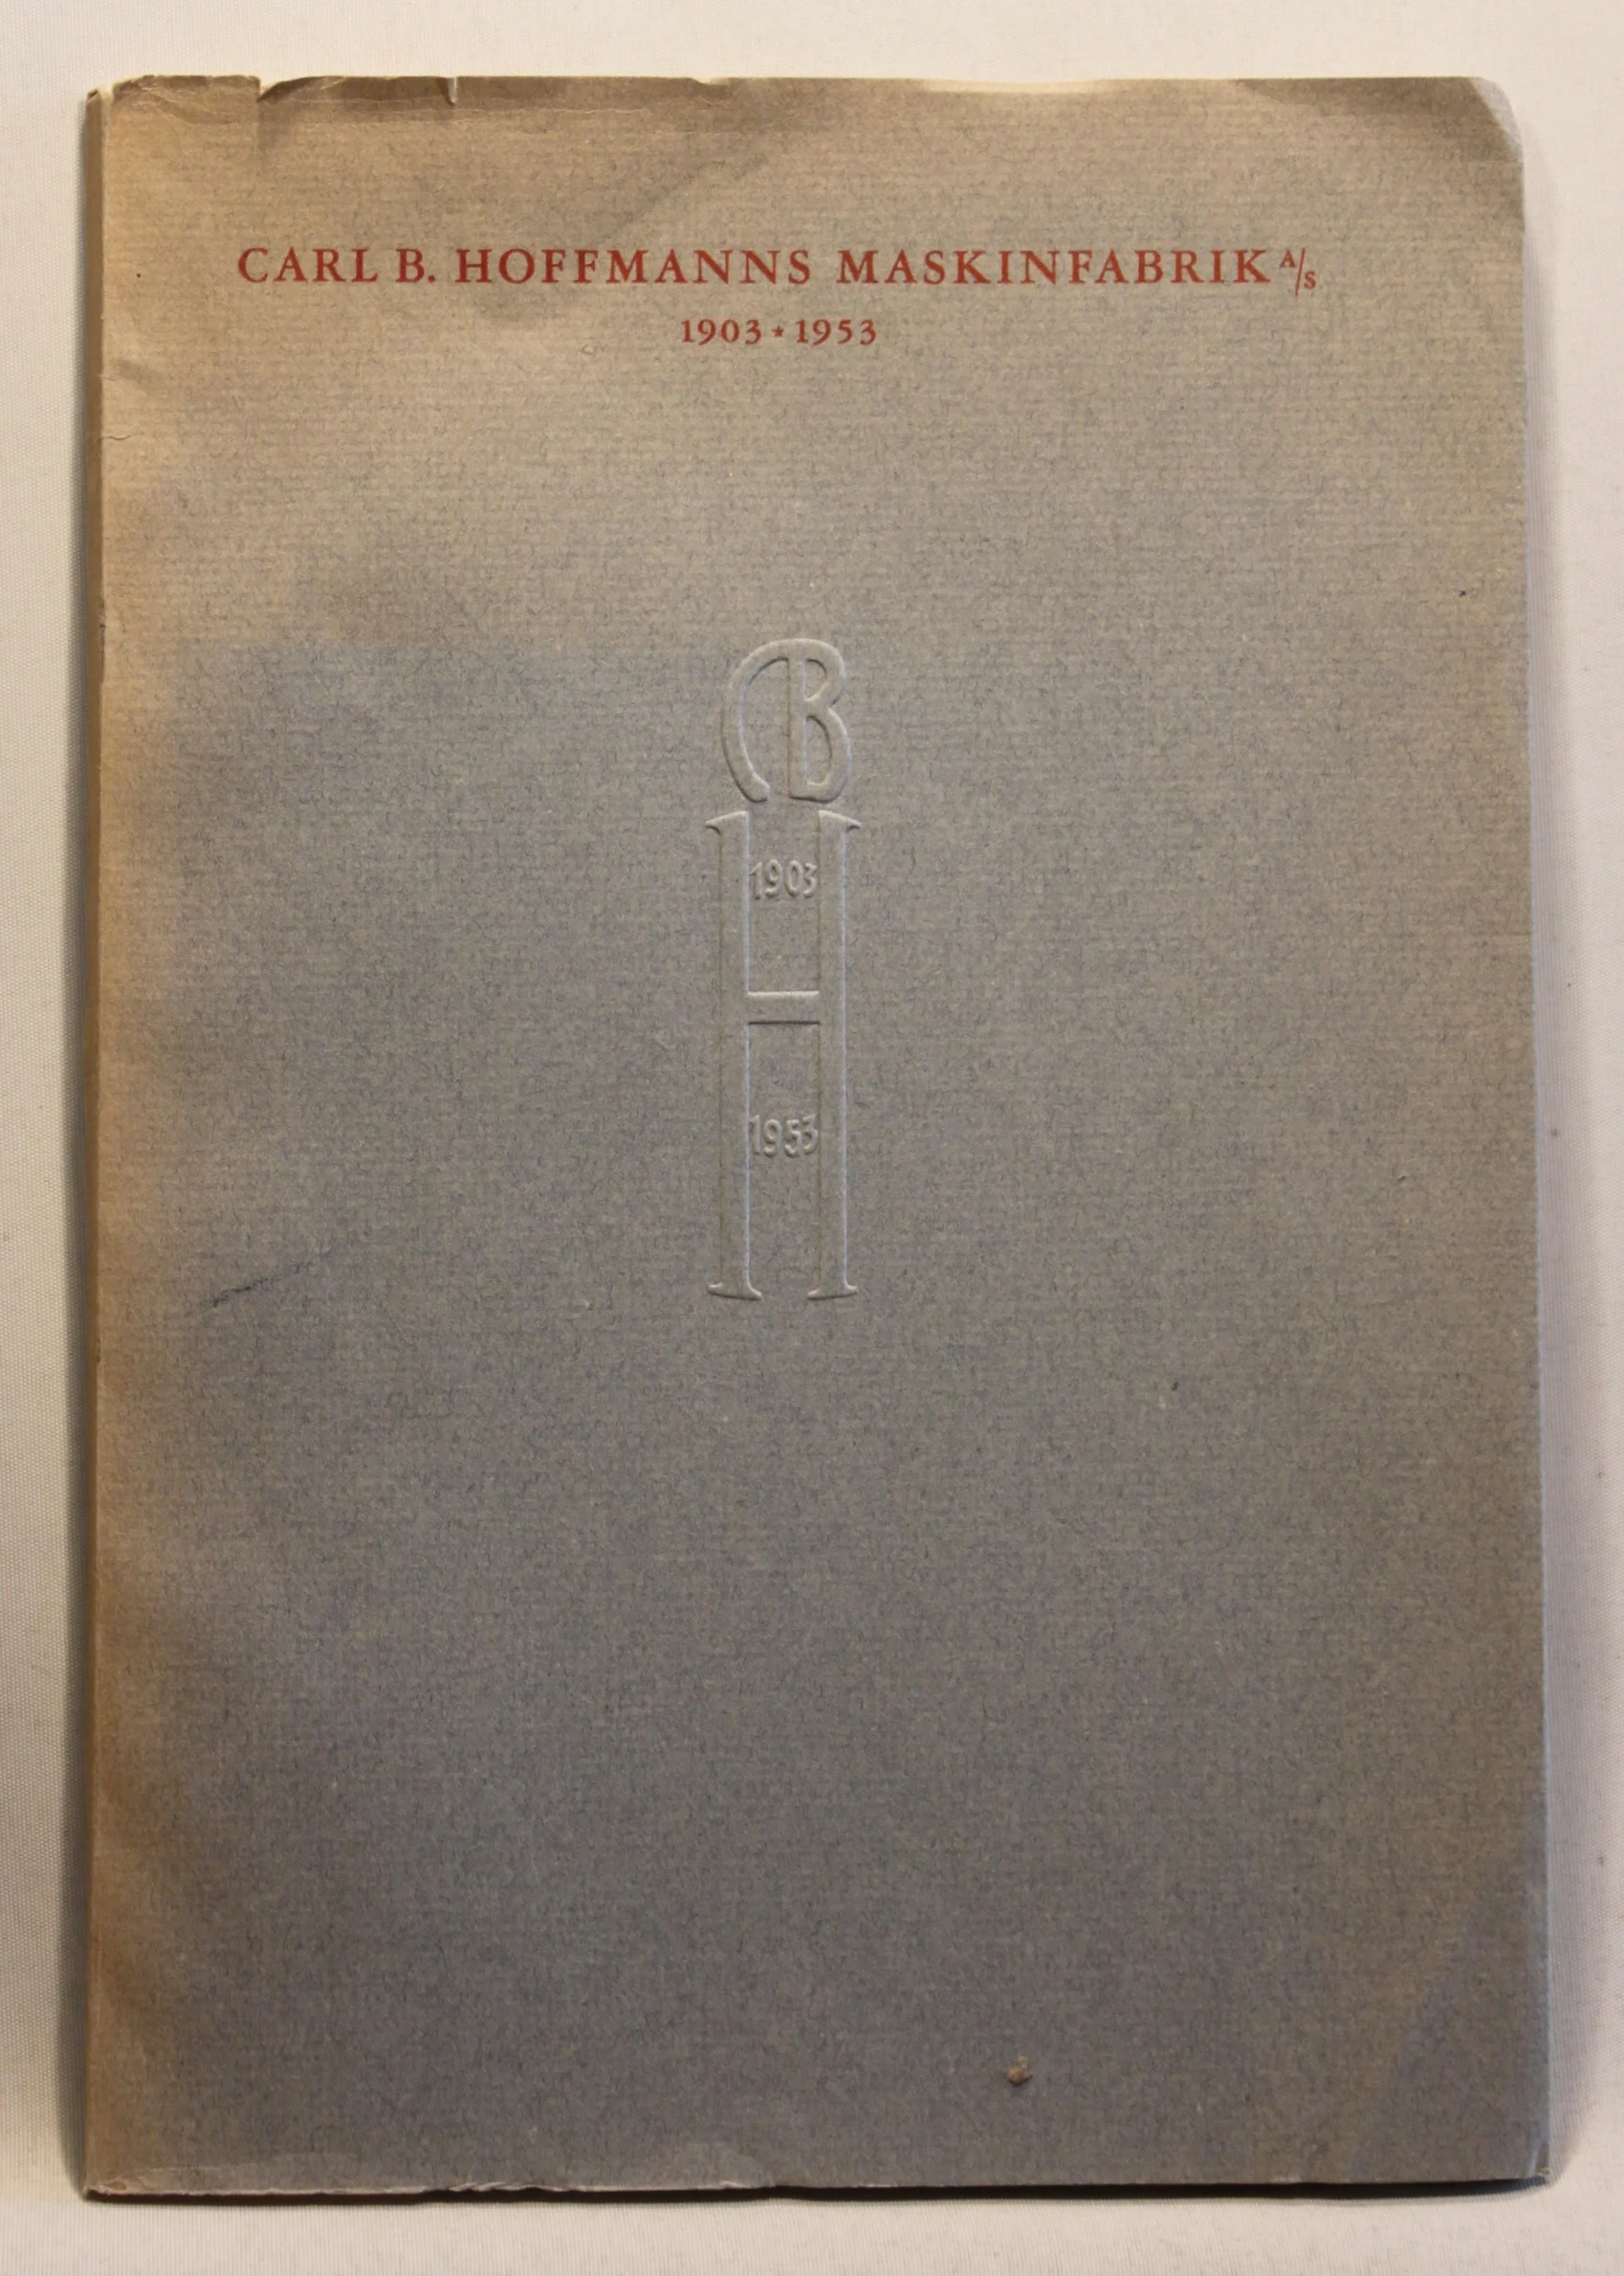 CARL B. HOFFMANNS MASKINFABRIK A/S
1903 ★ 1953
CB
H
1903
1953